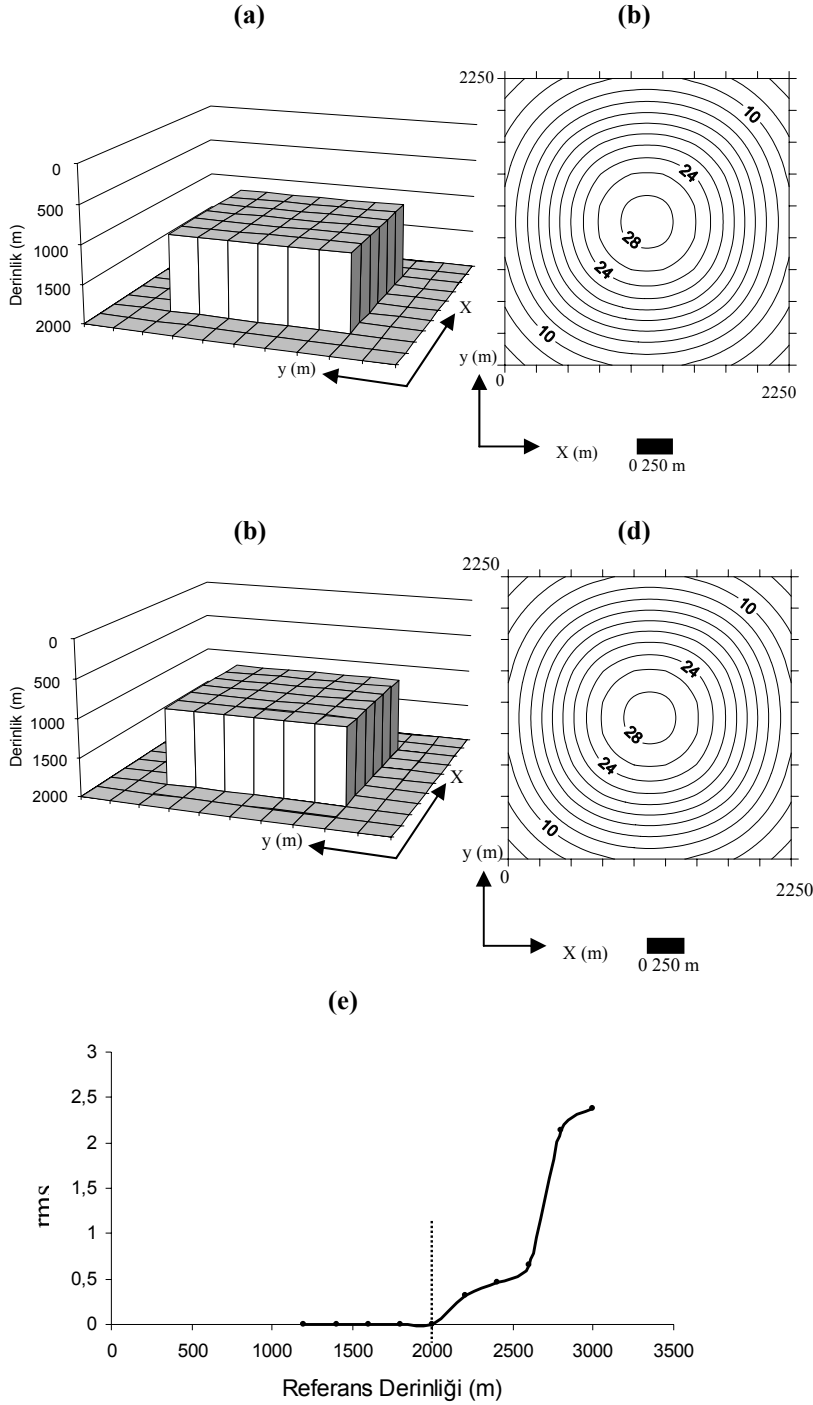 (a)
0
500
1000
1500
2000
Derinlik (m)
X
y (m)
(b)
2250
10
24
28
24
10
y (m)
0
2250
X (m)
0 250 m
(b)
0
500
1000
1500
2000
Derinlik (m)
X
y (m)
(d)
2250
10
24
28
24
10
y (m)
0
2250
X (m)
0 250 m
(e)
3
2,5
2
1,5
1
0,5
0
rms
0 500 1000 1500 2000 2500 3000 3500
Referans Derinliği (m)